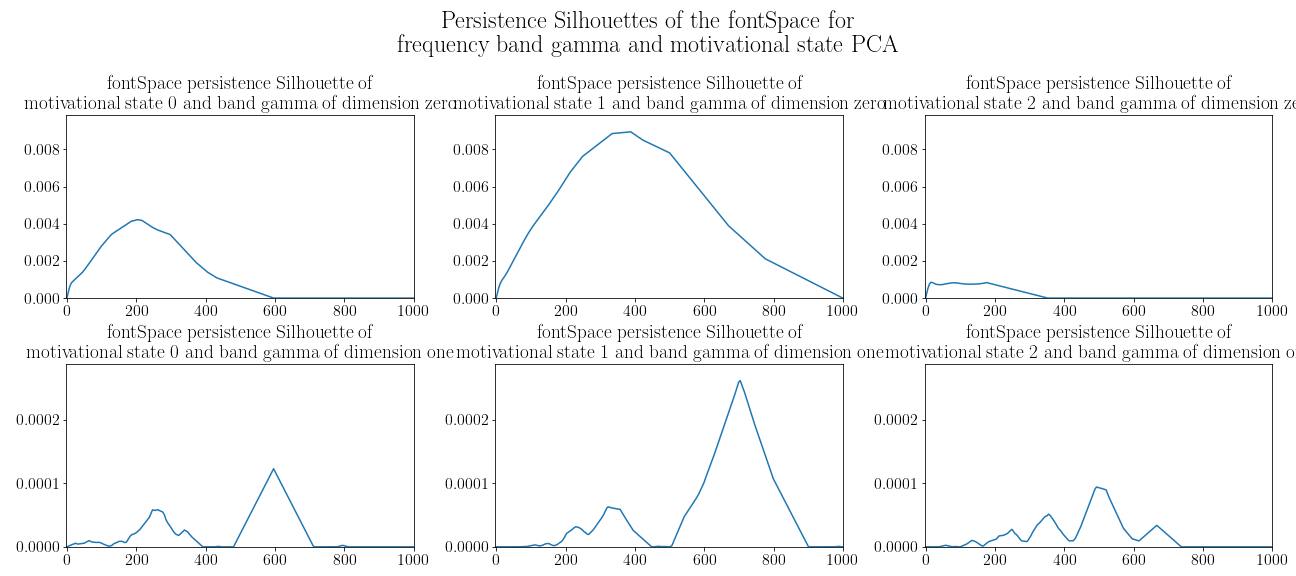 Persistence Silhouettes of the fontSpace for
frequency band gamma and motivational state PCA
fontSpace persistence Silhouette of
motivational state 0 and band gamma of dimension zero
fontSpace persistence Silhouette of
motivational state 1 and band gamma of dimension zero
fontSpace persistence Silhouette of
motivational state 2 and band gamma of dimension ze
0.008
0.006
0.004
0.002
0.000
0 200 400 600 800 1000
0.008
0.006
0.004
0.002
0.000
0 200 400 600 800 1000
0.008
0.006
0.004
0.002
0.000
0 200 400 600 800 1000
fontSpace persistence Silhouette of
motivational state 0 and band gamma of dimension one
fontSpace persistence Silhouette of
motivational state 1 and band gamma of dimension one
fontSpace persistence Silhouette of
motivational state 2 and band gamma of dimension o
0.0002
0.0001
0.0000
0 200 400 600 800 1000
0.0002
0.0001
0.0000
0 200 400 600 800 1000
0.0002
0.0001
0.0000
0 200 400 600 800 1000